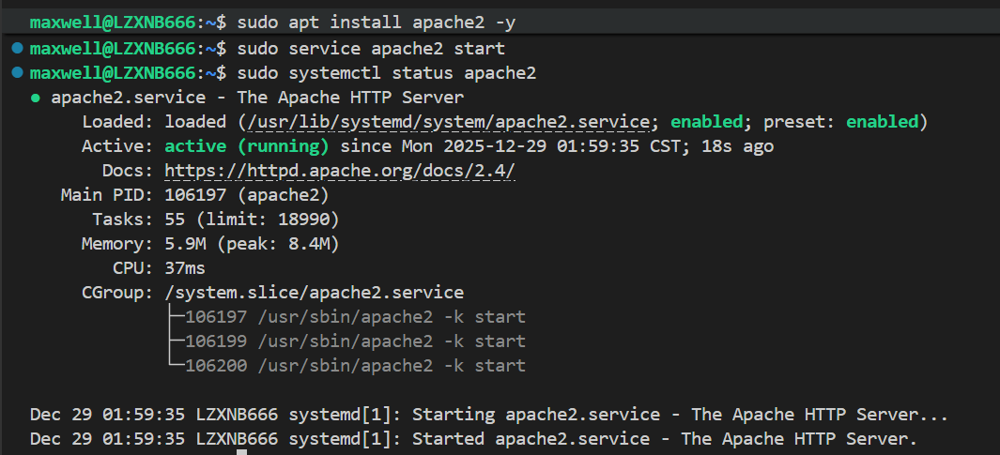 maxwell@LZXNB666:~$ sudo apt install apache2 -y
maxwell@LZXNB666:~$ sudo service apache2 start
maxwell@LZXNB666:~$ sudo systemctl status apache2
● apache2.service - The Apache HTTP Server
     Loaded: loaded (/usr/lib/systemd/system/apache2.service; enabled; preset: enabled)
     Active: active (running) since Mon 2025-12-29 01:59:35 CST; 18s ago
       Docs: https://httpd.apache.org/docs/2.4/
   Main PID: 106197 (apache2)
      Tasks: 55 (limit: 18990)
     Memory: 5.9M (peak: 8.4M)
        CPU: 37ms
     CGroup: /system.slice/apache2.service
             ├─106197 /usr/sbin/apache2 -k start
             ├─106199 /usr/sbin/apache2 -k start
             └─106200 /usr/sbin/apache2 -k start
Dec 29 01:59:35 LZXNB666 systemd[1]: Starting apache2.service - The Apache HTTP Server...
Dec 29 01:59:35 LZXNB666 systemd[1]: Started apache2.service - The Apache HTTP Server.